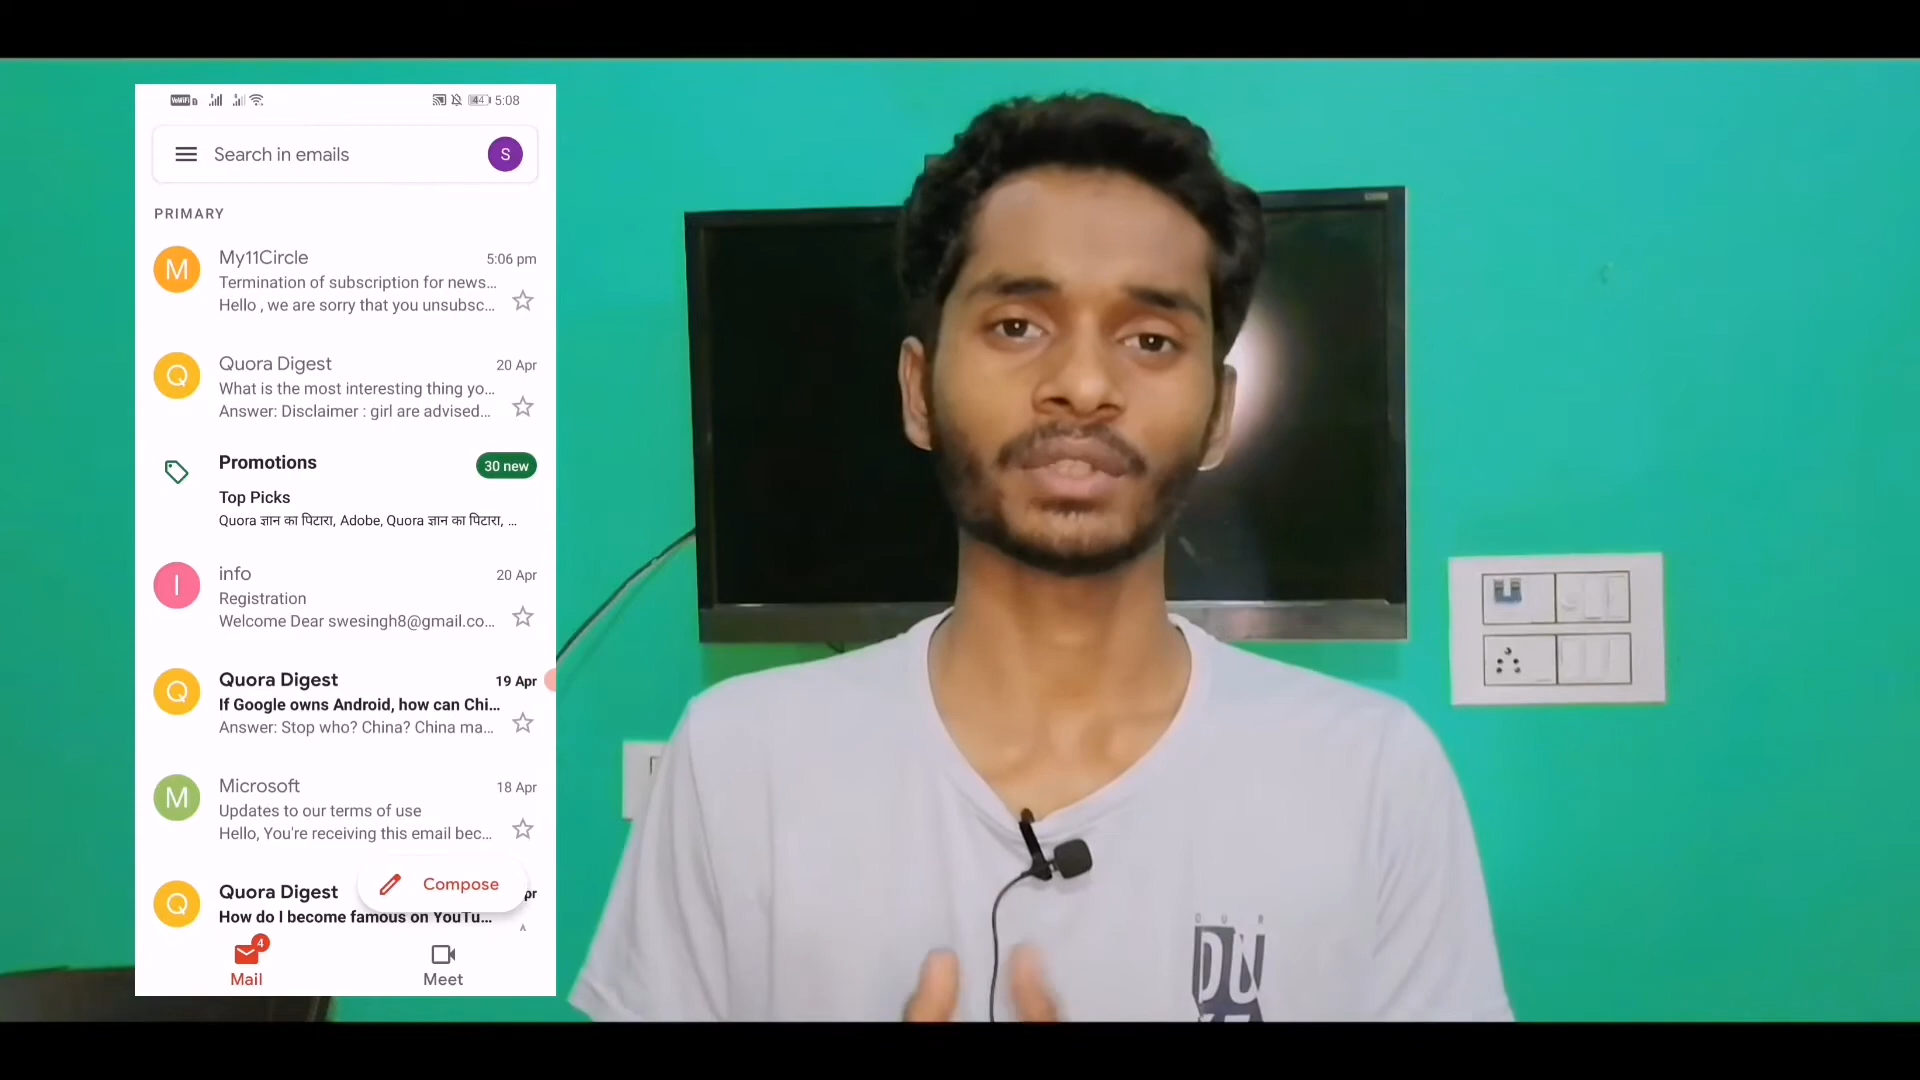 VoWiFi
44
5:08
Search in emails
S
PRIMARY
M
My11Circle
5:06 pm
Termination of subscription for news...
Hello , we are sorry that you unsubsc...
Q
Quora Digest
20 Apr
What is the most interesting thing yo...
Answer: Disclaimer : girl are advised...
Promotions
30 new
Top Picks
Quora ज्ञान का पिटारा, Adobe, Quora ज्ञान का पिटारा, ...
I
info
20 Apr
Registration
Welcome Dear swesingh8@gmail.co...
Q
Quora Digest
19 Apr
If Google owns Android, how can Chi...
Answer: Stop who? China? China ma...
M
Microsoft
18 Apr
Updates to our terms of use
Hello, You're receiving this email bec...
Q
Quora Digest
pr
How do I become famous on YouTu...
Compose
4
Mail
Meet
OUR
DU